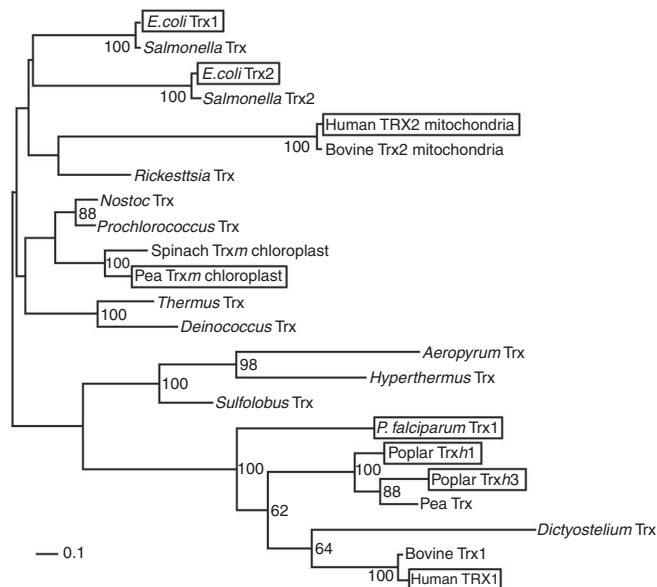 E.coli Trx1
100
Salmonella Trx
E.coli Trx2
100
Salmonella Trx2
Human TRX2 mitochondria
100
Bovine Trx2 mitochondria
Rickesttsia Trx
Nostoc Trx
88
Prochlorococcus Trx
Spinach Trxm chloroplast
100
Pea Trxm chloroplast
Thermus Trx
100
Deinococcus Trx
Aeropyrum Trx
98
Hyperthermus Trx
100
Sulfolobus Trx
P. falciparum Trx1
Poplar Trxh1
100
100
Poplar Trxh3
88
Pea Trx
62
Dictyostelium Trx
64
0.1
Bovine Trx1
100
Human TRX1